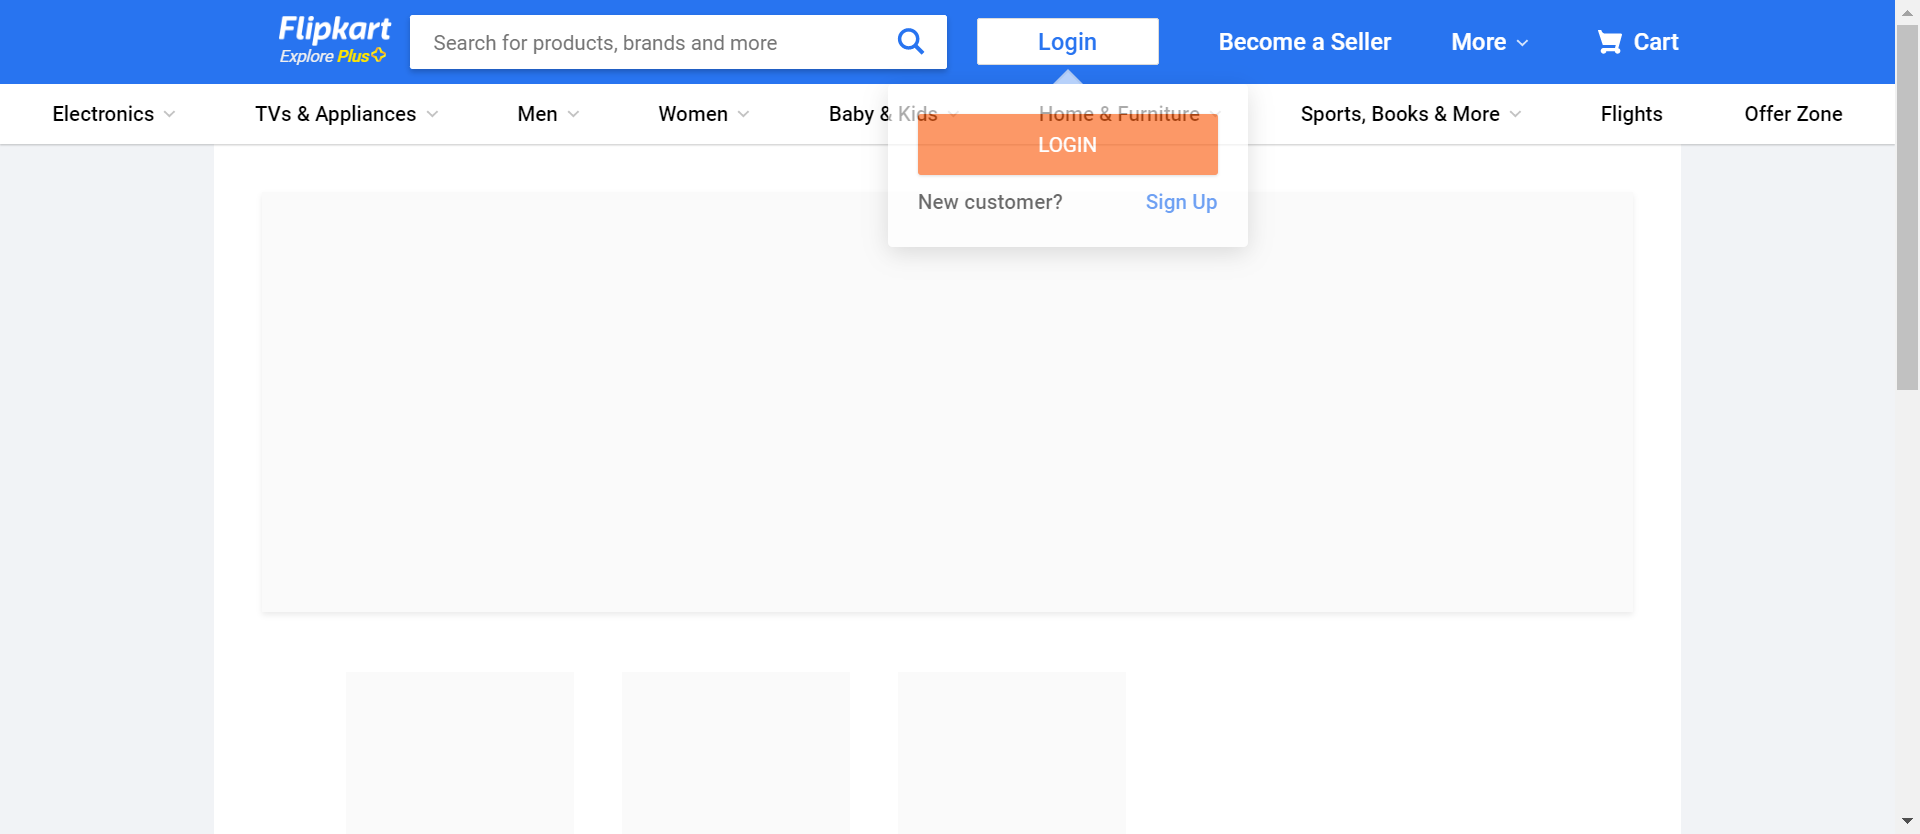 Flipkart
Explore Plus
Search for products, brands and more
Login
Become a Seller
More
Cart
Electronics
TVs & Appliances
Men
Women
Baby & Kids
Home & Furniture
Sports, Books & More
Flights
Offer Zone
LOGIN
New customer?
Sign Up